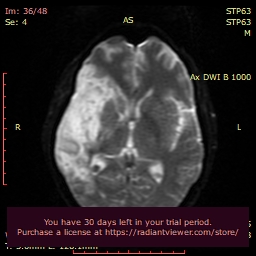 Im: 36/48
Se: 4
STP63
STP63
M
AS
Ax DWI B 1000
R
L
You have 30 days left in your trial period.
Purchase a license at https://radiantviewer.com/store/